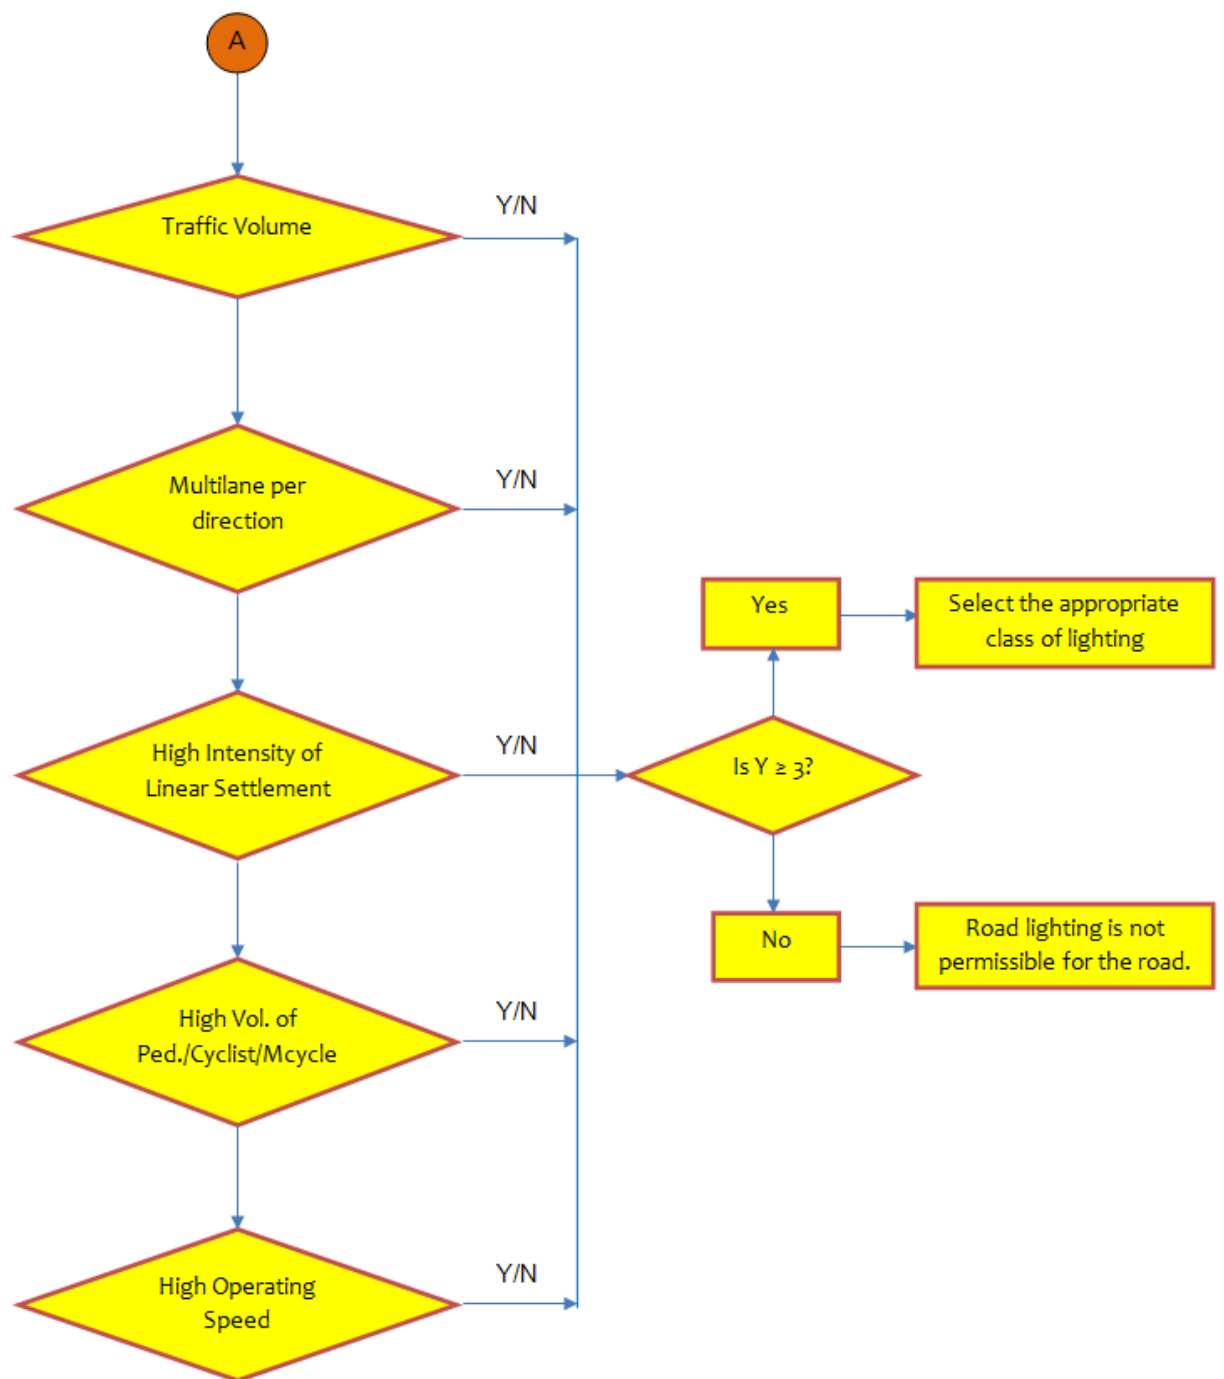 A
Traffic Volume
Y/N
Multilane per
direction
Y/N
High Intensity of
Linear Settlement
Y/N
High Vol. of
Ped./Cyclist/Mcycle
Y/N
High Operating
Speed
Y/N
Is Y ≥ 3?
Yes
Select the appropriate
class of lighting
No
Road lighting is not
permissible for the road.